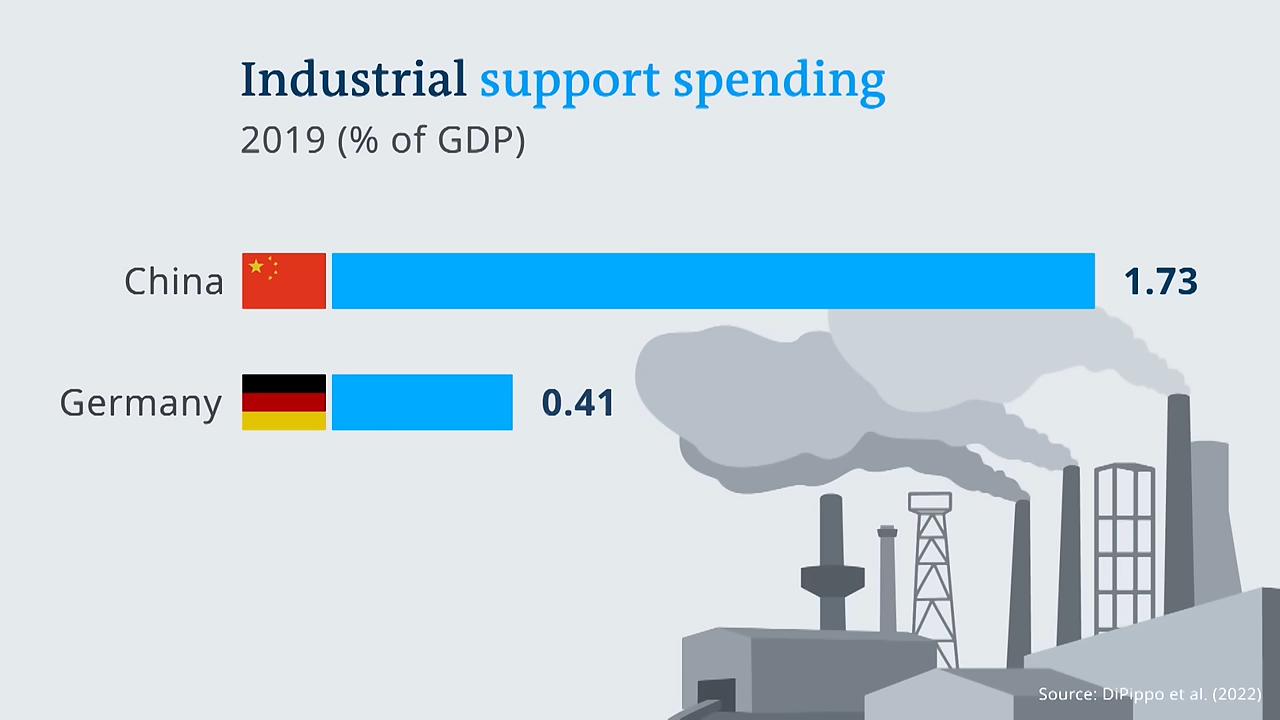 Industrial support spending
2019 (% of GDP)
China 1.73
Germany 0.41
Source: DiPippo et al. (2022)